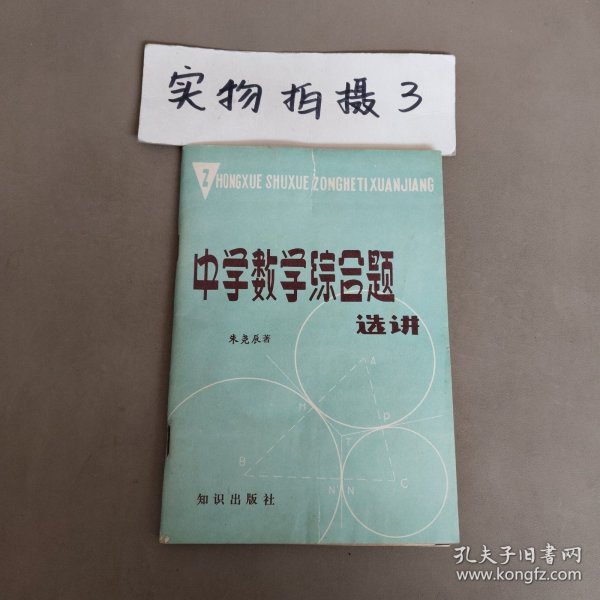 实物拍摄3
ZHONGXUE SHUXUE ZONGHETI XUANJIANG
中学数学综合题
选讲
朱尧辰著
A
M
P
T
B
N N
C
知识出版社
孔夫子旧书网
www.kongfz.com